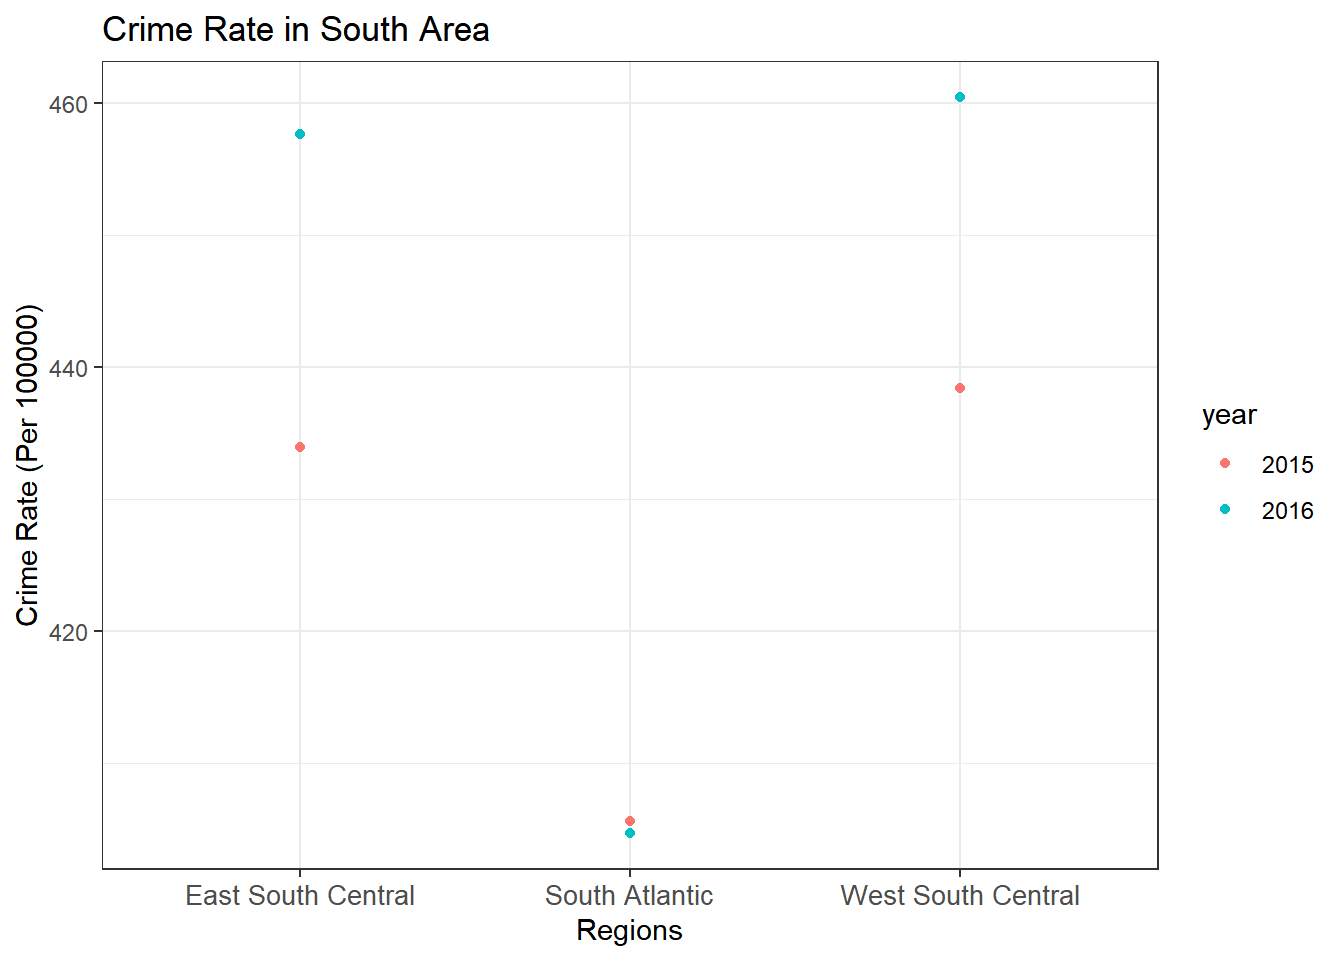 Crime Rate in South Area
460
440
420
Crime Rate (Per 100000)
East South Central
South Atlantic
West South Central
Regions
year
2015
2016